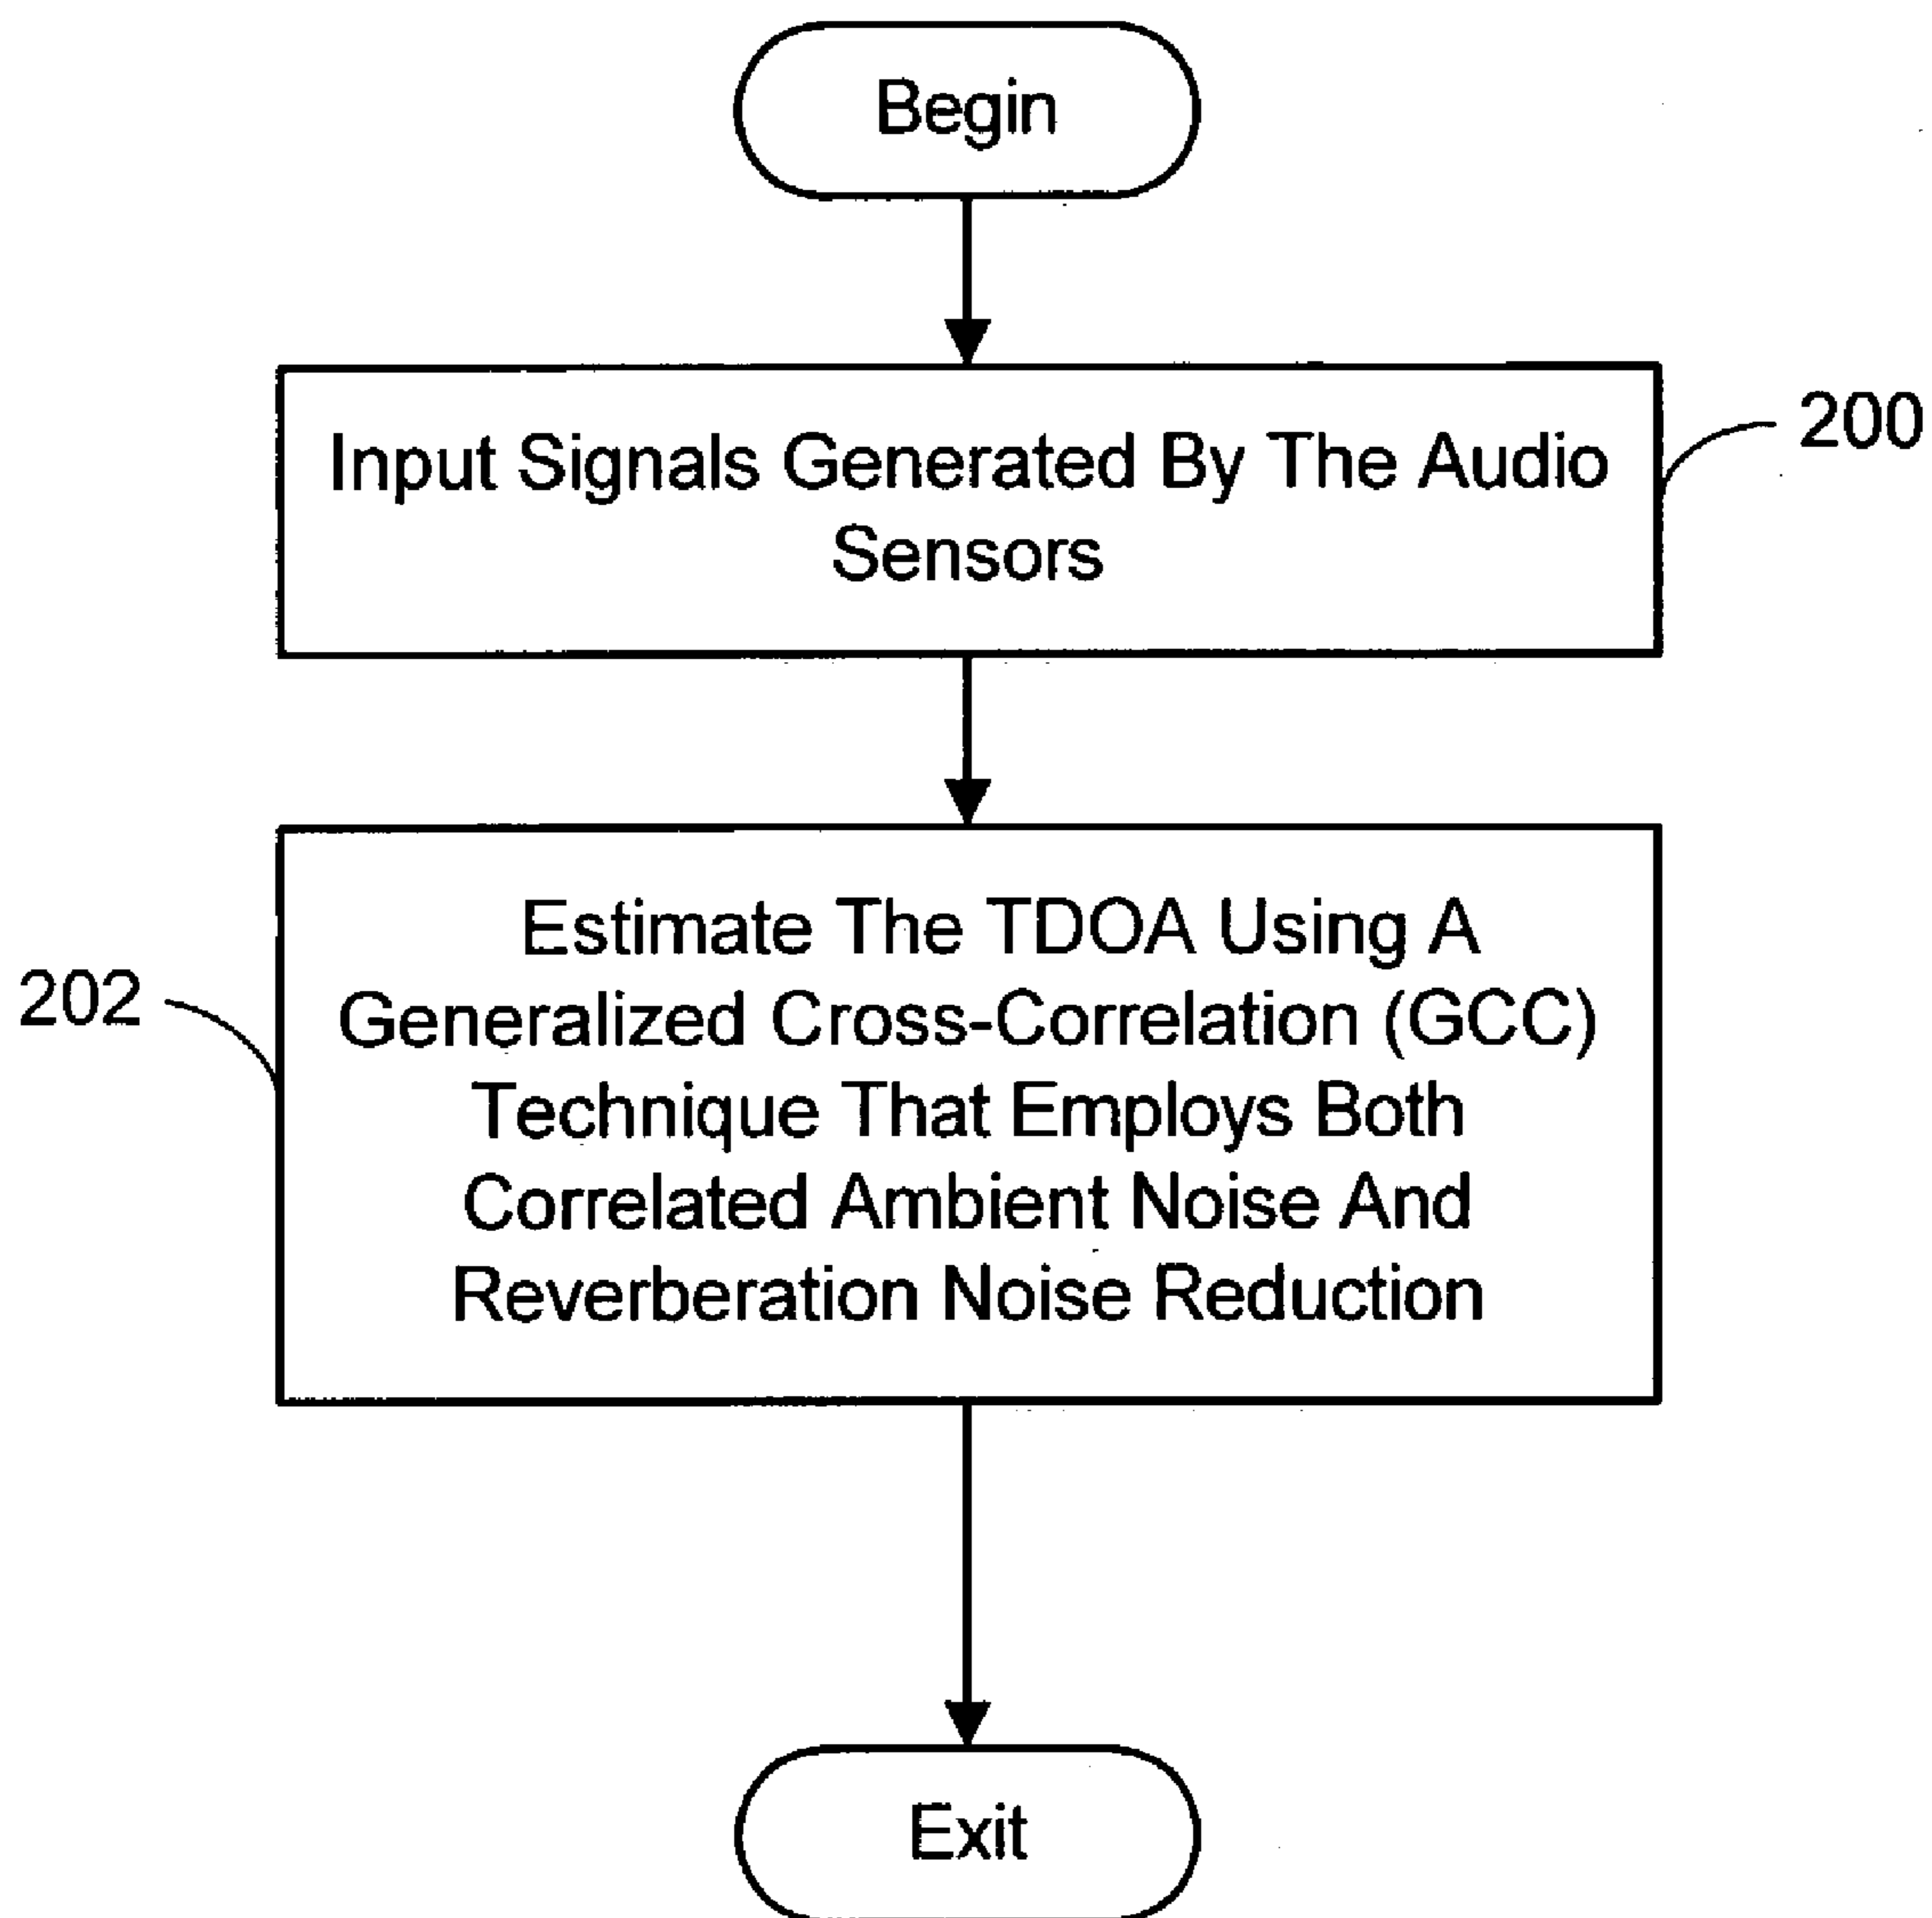 Begin
Input Signals Generated By The Audio
Sensors
200
Estimate The TDOA Using A
Generalized Cross-Correlation (GCC)
Technique That Employs Both
Correlated Ambient Noise And
Reverberation Noise Reduction
202
Exit